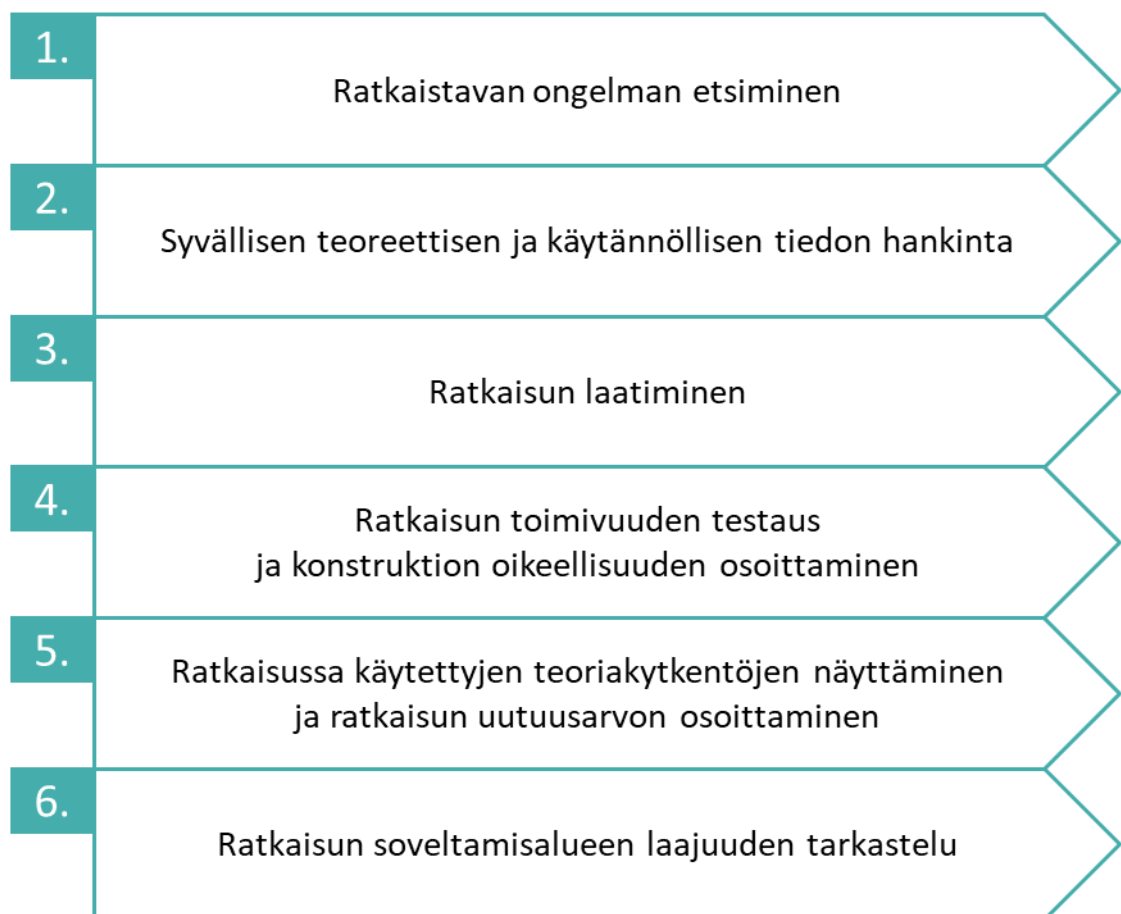 1.
Ratkaistavan ongelman etsiminen
2.
Syvällisen teoreettisen ja käytännöllisen tiedon hankinta
3.
Ratkaisun laatiminen
4.
Ratkaisun toimivuuden testaus
ja konstruktion oikeellisuuden osoittaminen
5.
Ratkaisussa käytettyjen teoriakytkentöjen näyttäminen
ja ratkaisun uutuusarvon osoittaminen
6.
Ratkaisun soveltamisalueen laajuuden tarkastelu